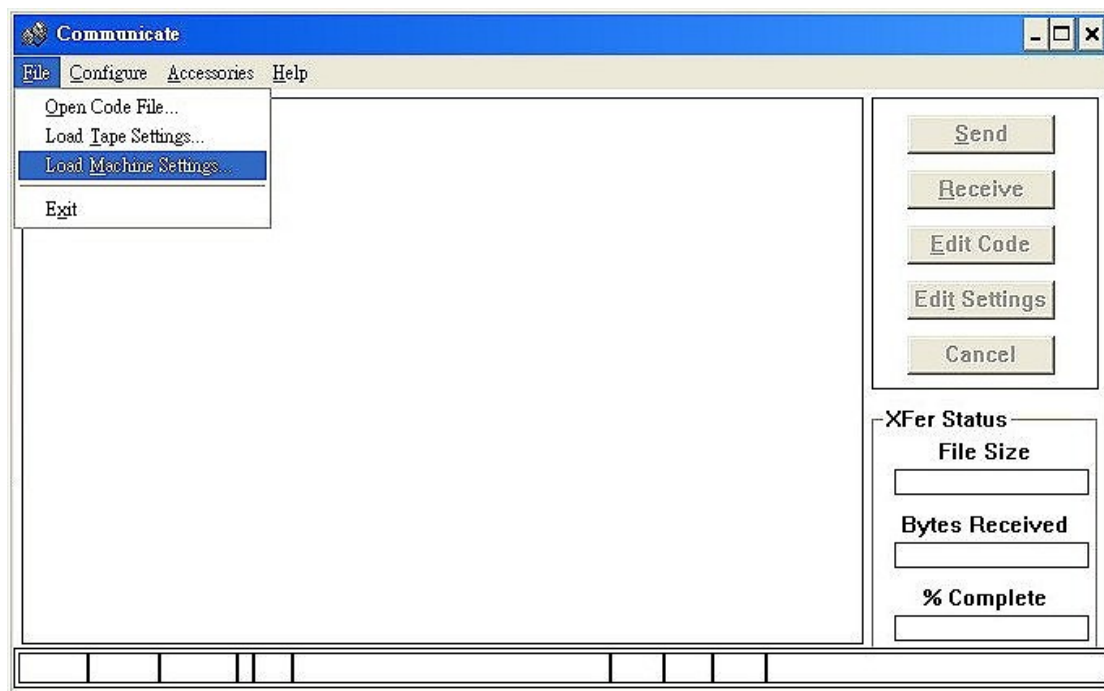 Communicate
File Configure Accessories Help
Open Code File...
Load Tape Settings...
Load Machine Settings...
Exit
Send
Receive
Edit Code
Edit Settings
Cancel
XFer Status
File Size
Bytes Received
% Complete